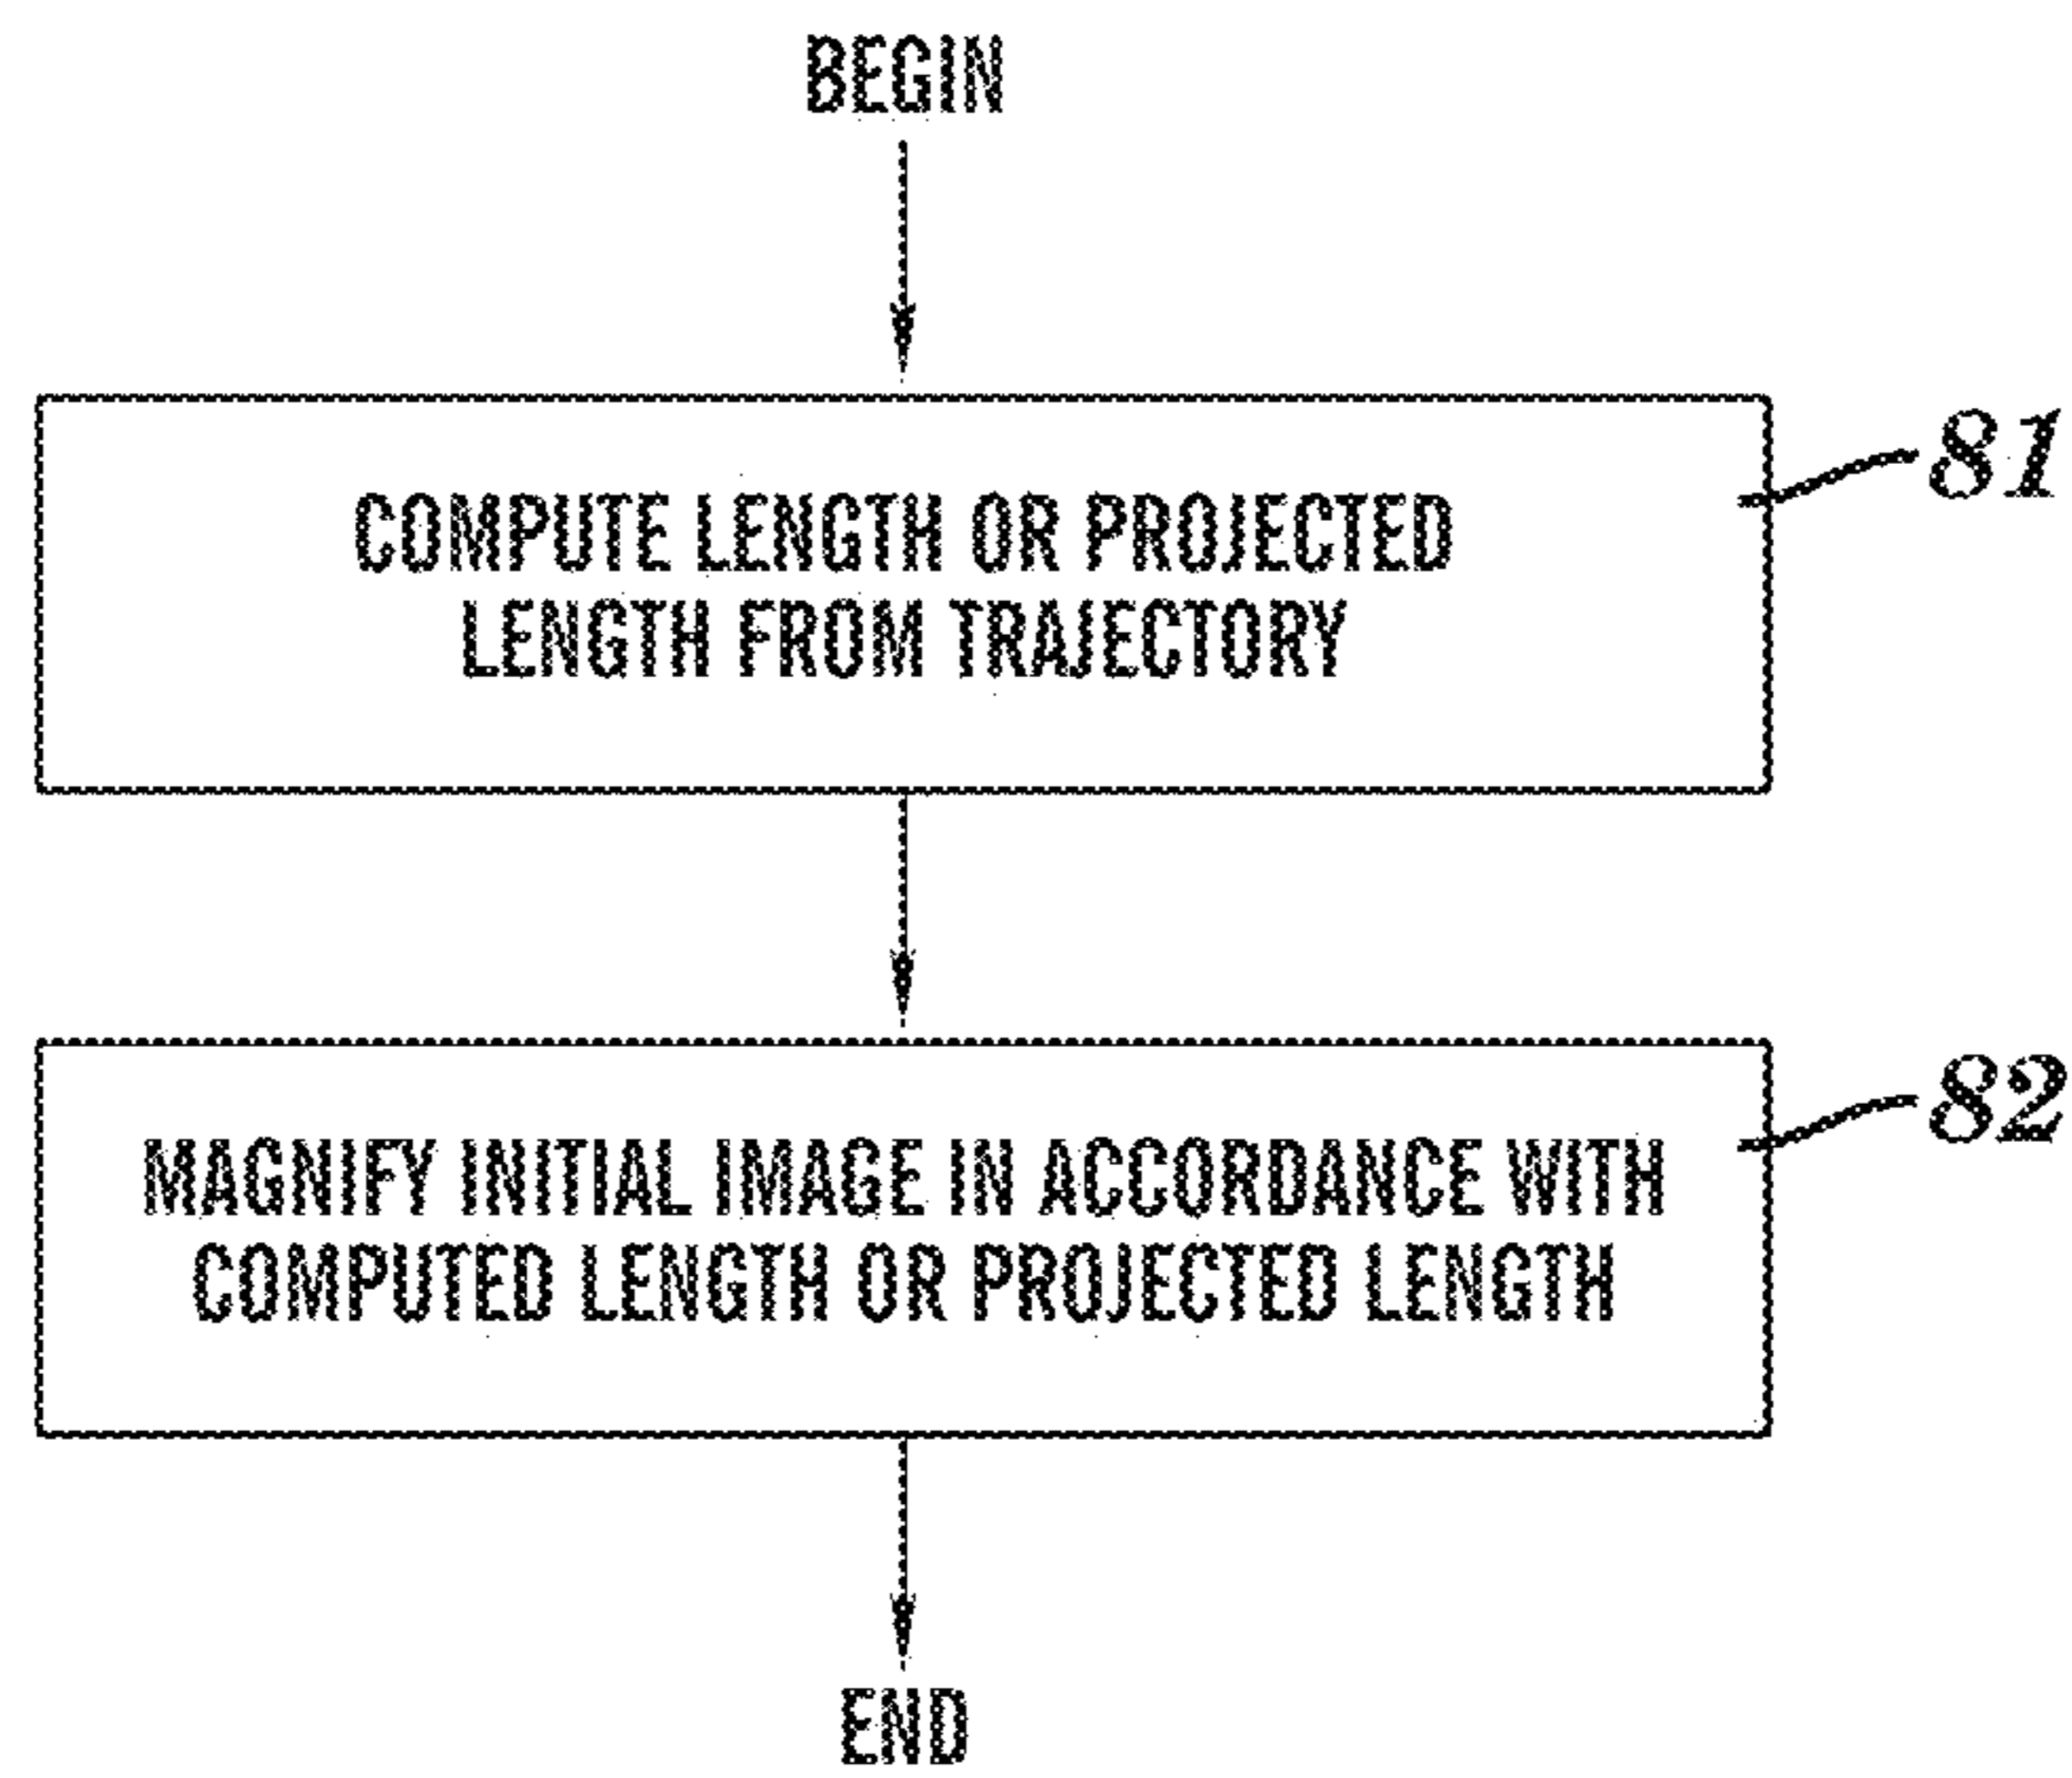 BEGIN
81
COMPUTE LENGTH OR PROJECTED
LENGTH FROM TRAJECTORY
82
MAGNIFY INITIAL IMAGE IN ACCORDANCE WITH
COMPUTED LENGTH OR PROJECTED LENGTH
END